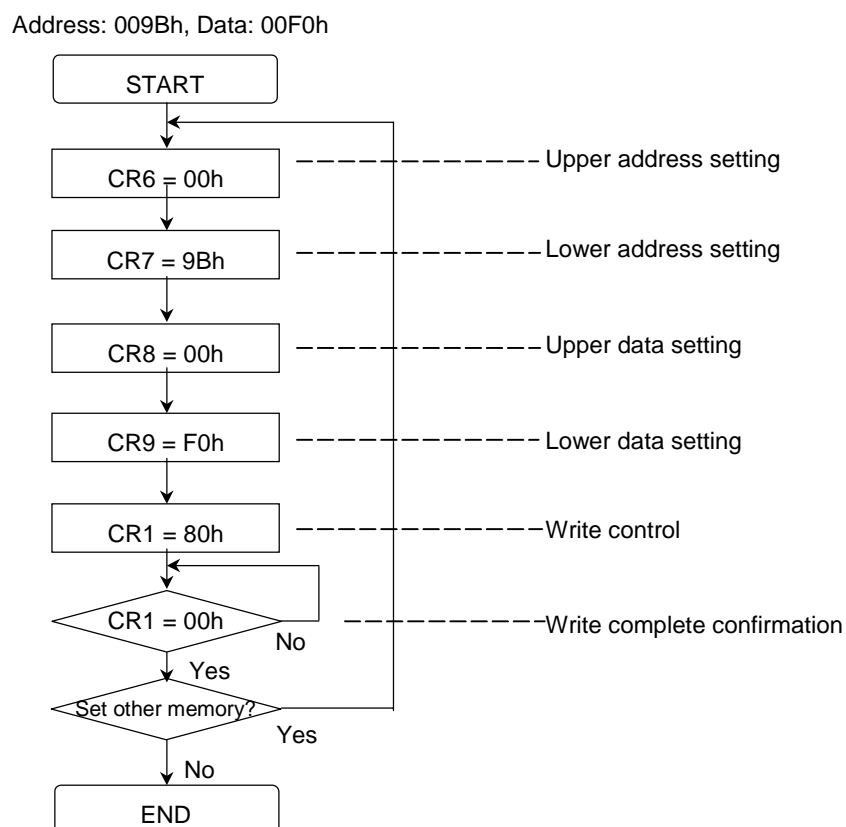 Address: 009Bh, Data: 00F0h
START
CR6 = 00h
Upper address setting
CR7 = 9Bh
Lower address setting
CR8 = 00h
Upper data setting
CR9 = F0h
Lower data setting
CR1 = 80h
Write control
CR1 = 00h
No
Write complete confirmation
Yes
Set other memory?
Yes
No
END